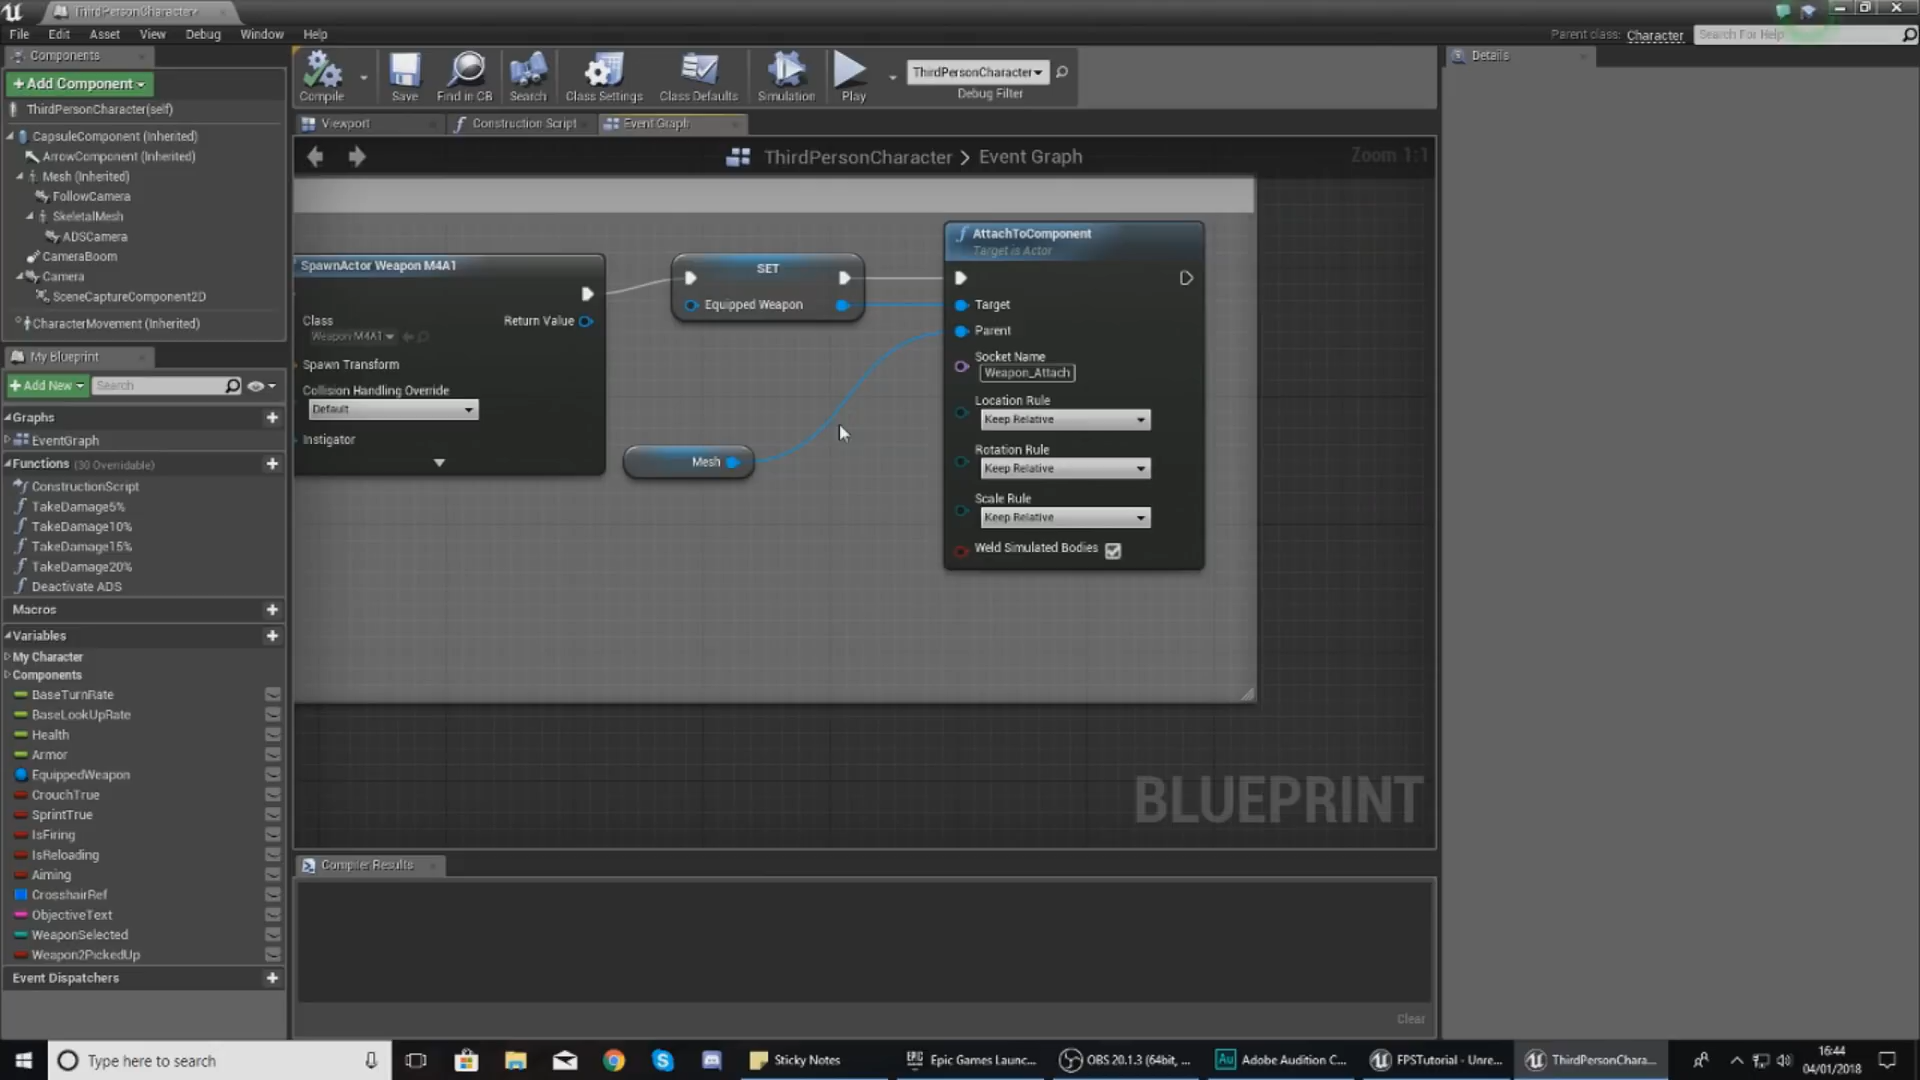 ThirdPersonCharacter*
File Edit Asset View Debug Window Help
Parent class: Character
Search For Help
Components
+Add Component
ThirdPersonCharacter(self)
CapsuleComponent (Inherited)
ArrowComponent (Inherited)
Mesh (Inherited)
FollowCamera
SkeletalMesh
ADSCamera
CameraBoom
Camera
SceneCaptureComponent2D
CharacterMovement (Inherited)
My Blueprint
+Add New
Search
Graphs
EventGraph
Functions (30 Overridable)
ConstructionScript
TakeDamage5%
TakeDamage10%
TakeDamage15%
TakeDamage20%
Deactivate ADS
Macros
Variables
My Character
Components
BaseTurnRate
BaseLookUpRate
Health
Armor
EquippedWeapon
CrouchTrue
SprintTrue
IsFiring
IsReloading
Aiming
CrosshairRef
ObjectiveText
WeaponSelected
Weapon2PickedUp
Event Dispatchers
Compile
Save
Find in CB
Search
Class Settings
Class Defaults
Simulation
Play
ThirdPersonCharacter
Debug Filter
Viewport
Construction Script
Event Graph
ThirdPersonCharacter > Event Graph
Zoom 1:1
SpawnActor Weapon M4A1
Class
Weapon M4A1
Return Value
Spawn Transform
Collision Handling Override
Default
Instigator
SET
Equipped Weapon
Mesh
AttachToComponent
Target is Actor
Target
Parent
Socket Name
Weapon_Attach
Location Rule
Keep Relative
Rotation Rule
Keep Relative
Scale Rule
Keep Relative
Weld Simulated Bodies
BLUEPRINT
Compiler Results
Clear
Details
Type here to search
Sticky Notes
Epic Games Launc...
OBS 20.1.3 (64bit, ...
Adobe Audition C...
FPSTutorial - Unre...
ThirdPersonChara...
16:44
04/01/2018